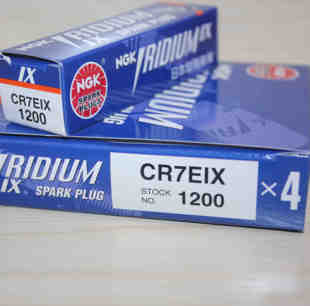 IX
CR7EIX
1200
NGK
SPARK
PLUGS
NGK IRIDIUM IX
IRIDIUM
IX SPARK PLUG
CR7EIX
STOCK
NO. 1200
×4